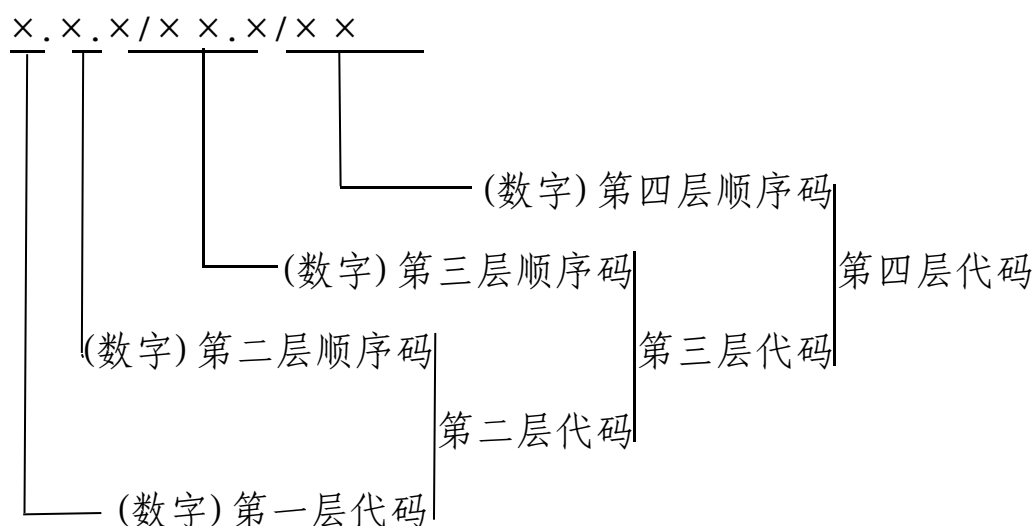 ×.×.×/××.×/××
(数字)第四层顺序码
(数字)第三层顺序码
第四层代码
(数字)第二层顺序码
第三层代码
第二层代码
(数字)第一层代码